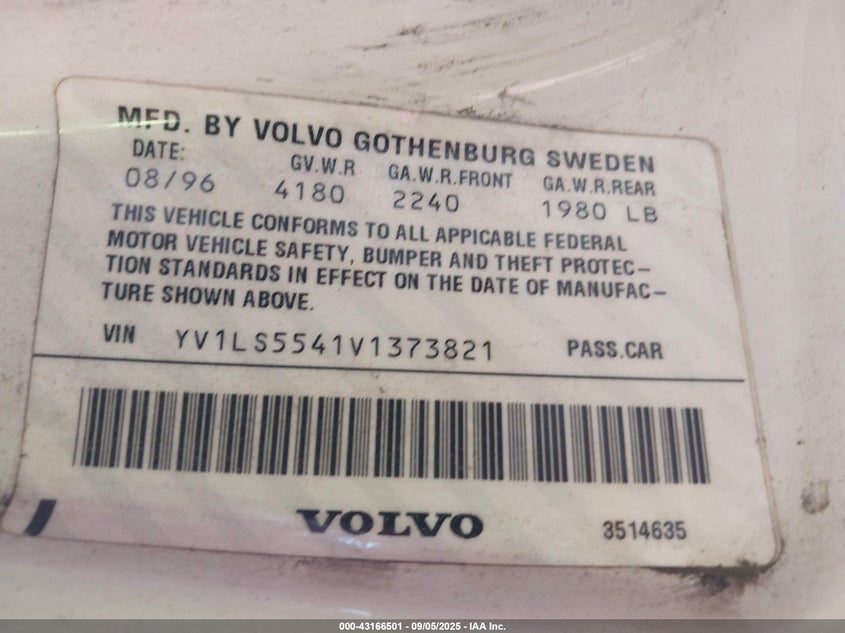 MFD. BY VOLVO GOTHENBURG SWEDEN
DATE: GV.W.R GA.W.R.FRONT GA.W.R.REAR
08/96 4180 2240 1980 LB
THIS VEHICLE CONFORMS TO ALL APPICABLE FEDERAL
MOTOR VEHICLE SAFETY, BUMPER AND THEFT PROTEC–
TION STANDARDS IN EFFECT ON THE DATE OF MANUFAC–
TURE SHOWN ABOVE.
VIN YV1LS5541V1373821 PASS.CAR
VOLVO 3514635
000-43166501 - 09/05/2025 - IAA Inc.